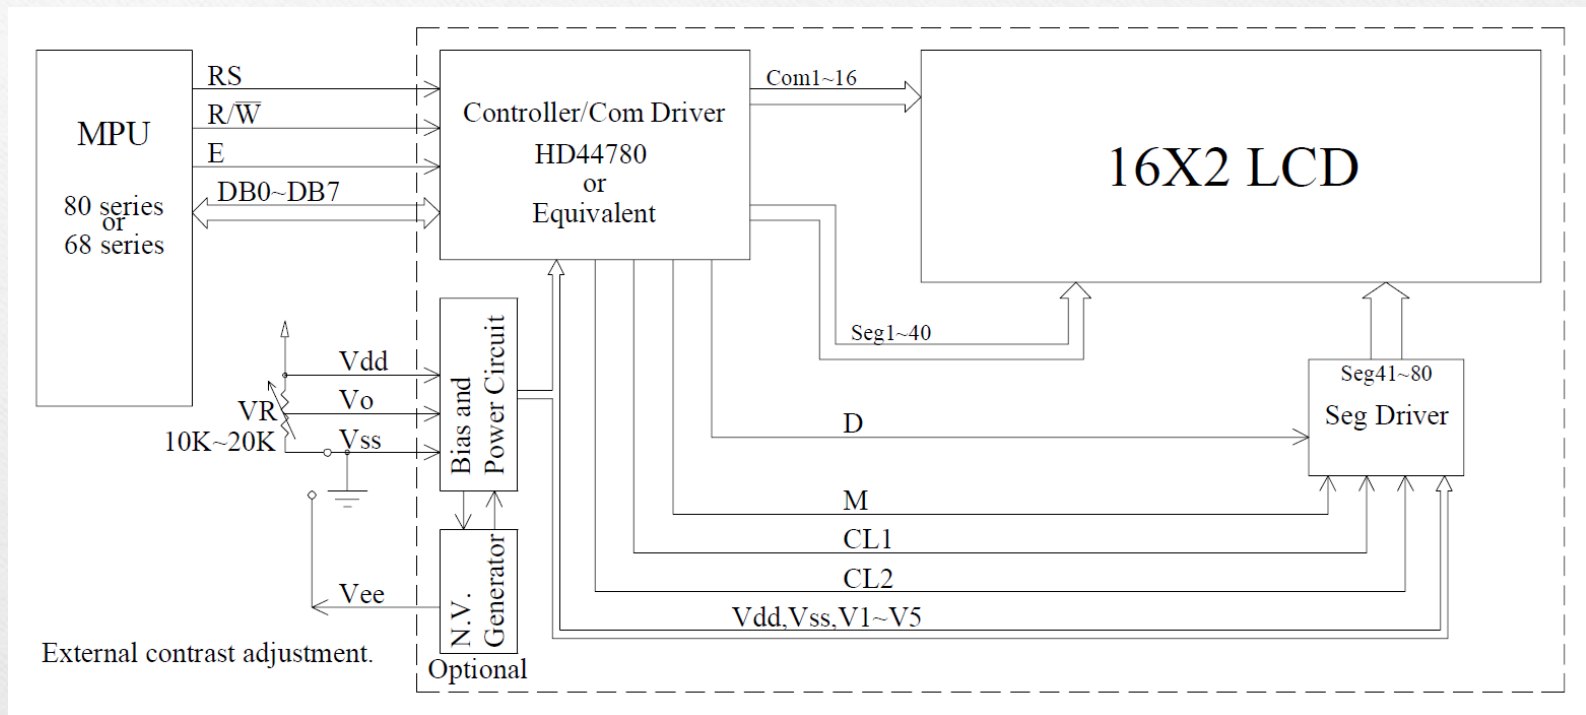 RS
R/W̅
E
DB0~DB7
MPU
80 series
or
68 series
Controller/Com Driver
HD44780
or
Equivalent
Com1~16
16X2 LCD
Seg1~40
Vdd
Vo
Vss
VR
10K~20K
Bias and
Power Circuit
Seg41~80
Seg Driver
D
M
CL1
CL2
Vdd,Vss,V1~V5
Vee
N.V.
Generator
Optional
External contrast adjustment.